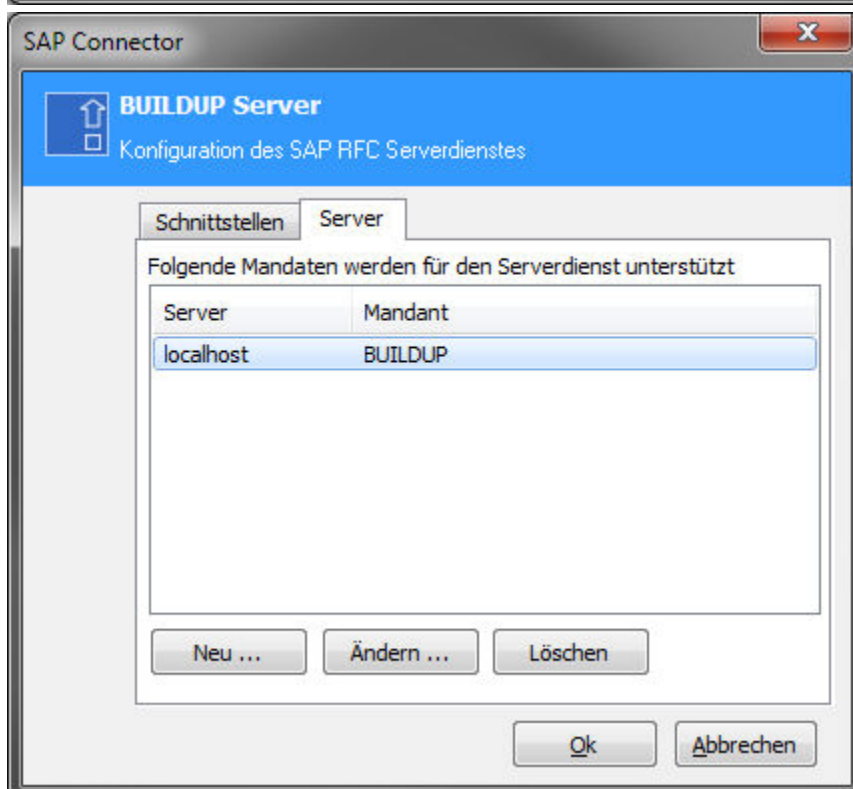 SAP Connector
BUILDUP Server
Konfiguration des SAP RFC Serverdienstes
Schnittstellen Server
Folgende Mandaten werden für den Serverdienst unterstützt
Server Mandant
localhost BUILDUP
Neu ... Ändern ... Löschen
Ok Abbrechen